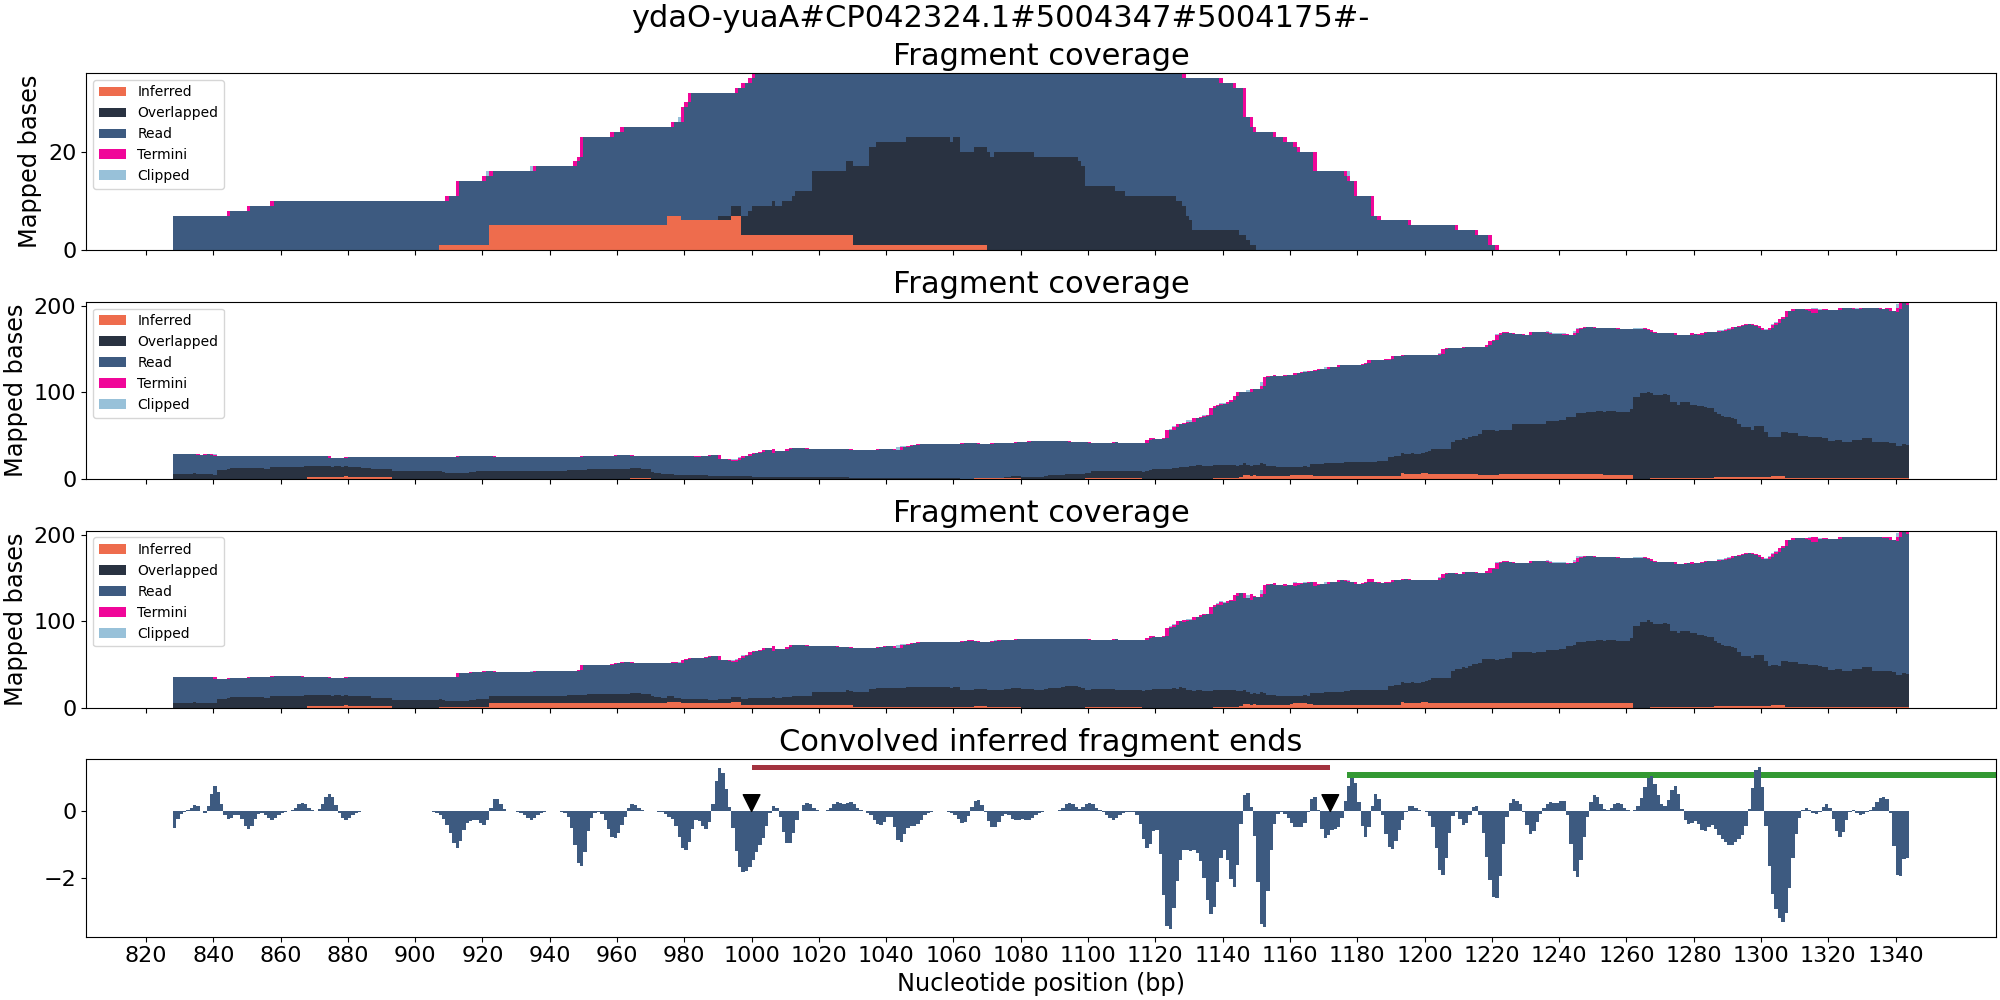 ydaO-yuaA#CP042324.1#5004347#5004175#-
Fragment coverage
Mapped bases
20
0
Inferred
Overlapped
Read
Termini
Clipped
Fragment coverage
Mapped bases
200
100
0
Inferred
Overlapped
Read
Termini
Clipped
Fragment coverage
Mapped bases
200
100
0
Inferred
Overlapped
Read
Termini
Clipped
Convolved inferred fragment ends
0
−2
820 840 860 880 900 920 940 960 980 1000 1020 1040 1060 1080 1100 1120 1140 1160 1180 1200 1220 1240 1260 1280 1300 1320 1340
Nucleotide position (bp)